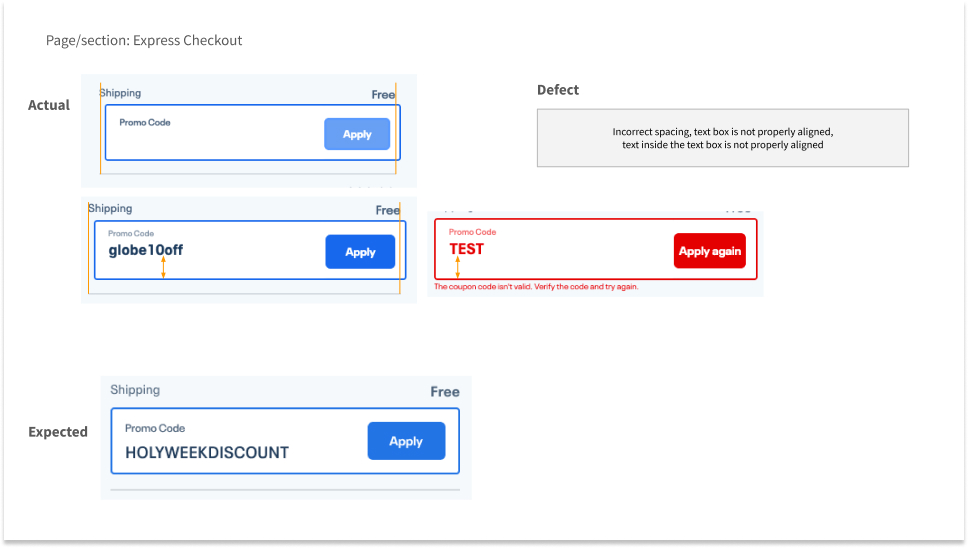 Page/section: Express Checkout
Actual
Shipping
Free
Promo Code
Apply
Defect
Incorrect spacing, text box is not properly aligned,
text inside the text box is not properly aligned
Shipping
Free
Promo Code
globe10off
Apply
Promo Code
TEST
Apply again
The coupon code isn't valid. Verify the code and try again.
Expected
Shipping
Free
Promo Code
HOLYWEEKDISCOUNT
Apply